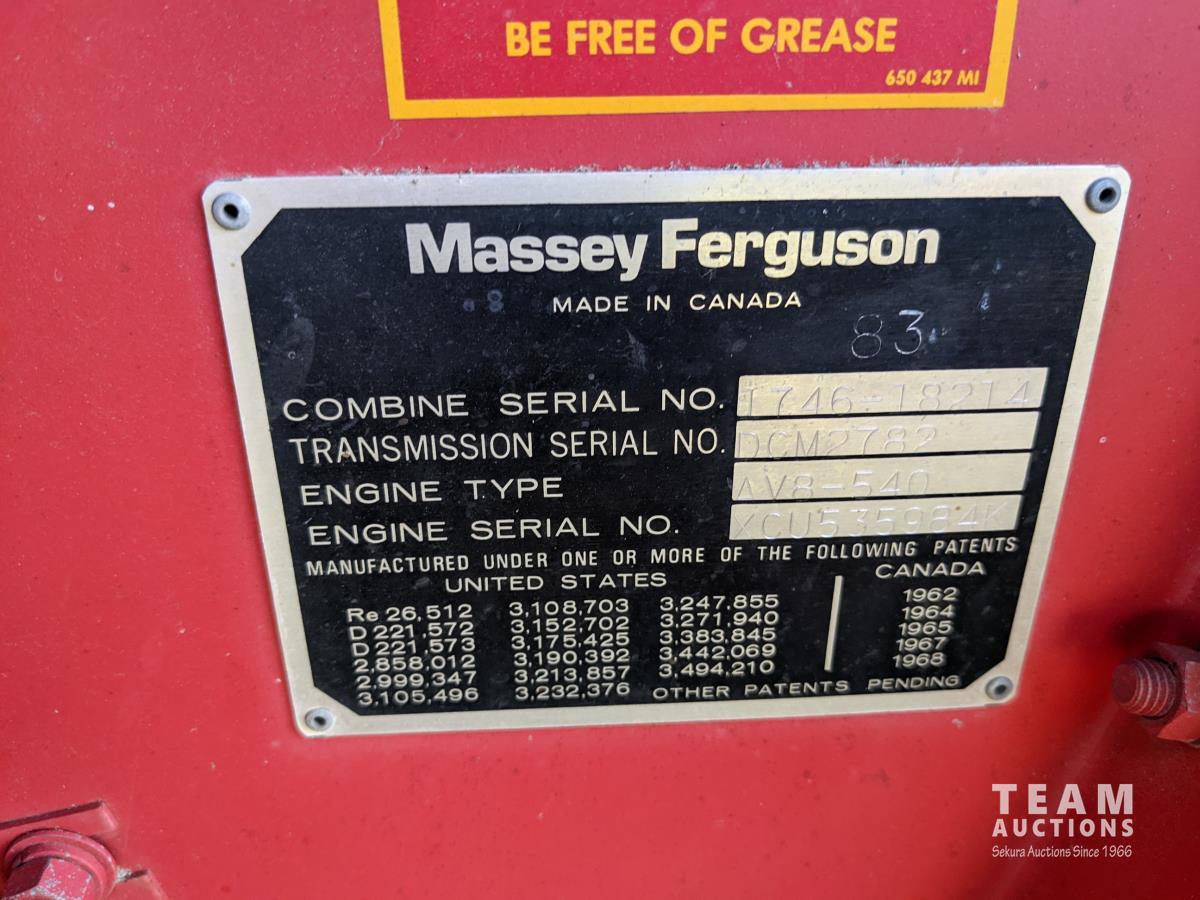 BE FREE OF GREASE
650 437 MI
Massey Ferguson
MADE IN CANADA
83
COMBINE SERIAL NO. 1746-18214
TRANSMISSION SERIAL NO. DCM2782
ENGINE TYPE AV8-540
ENGINE SERIAL NO. XCU535984K
MANUFACTURED UNDER ONE OR MORE OF THE FOLLOWING PATENTS
UNITED STATES CANADA
Re 26,512 3,108,703 3,247,855 1962
D 221,572 3,152,702 3,271,940 1964
D 221,573 3,175,425 3,383,845 1965
2,858,012 3,190,392 3,442,069 1967
2,999,347 3,213,857 3,494,210 1968
3,105,496 3,232,376 OTHER PATENTS PENDING
TEAM
AUCTIONS
Sekura Auctions Since 1966